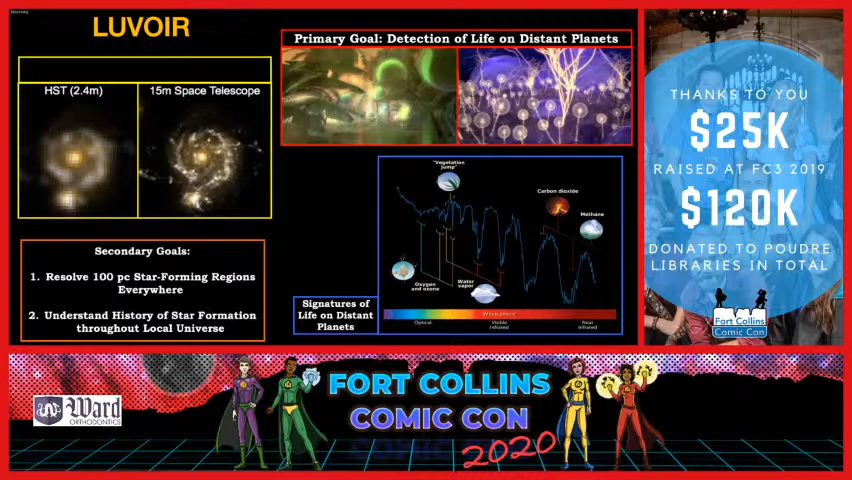 LUVOIR
HST (2.4m)
15m Space Telescope
Secondary Goals:
1. Resolve 100 pc Star-Forming Regions
Everywhere
2. Understand History of Star Formation
throughout Local Universe
Primary Goal: Detection of Life on Distant Planets
"Vegetation
jump"
Carbon dioxide
Methane
Oxygen
and ozone
Water
vapor
Optical
Visible
Infrared
Near
Infrared
Signatures of
Life on Distant
Planets
THANKS TO YOU
$25K
RAISED AT FC3 2019
$120K
DONATED TO POUDRE
LIBRARIES IN TOTAL
Fort Collins
Comic Con
Ward
ORTHODONTICS
FORT COLLINS
COMIC CON
2020